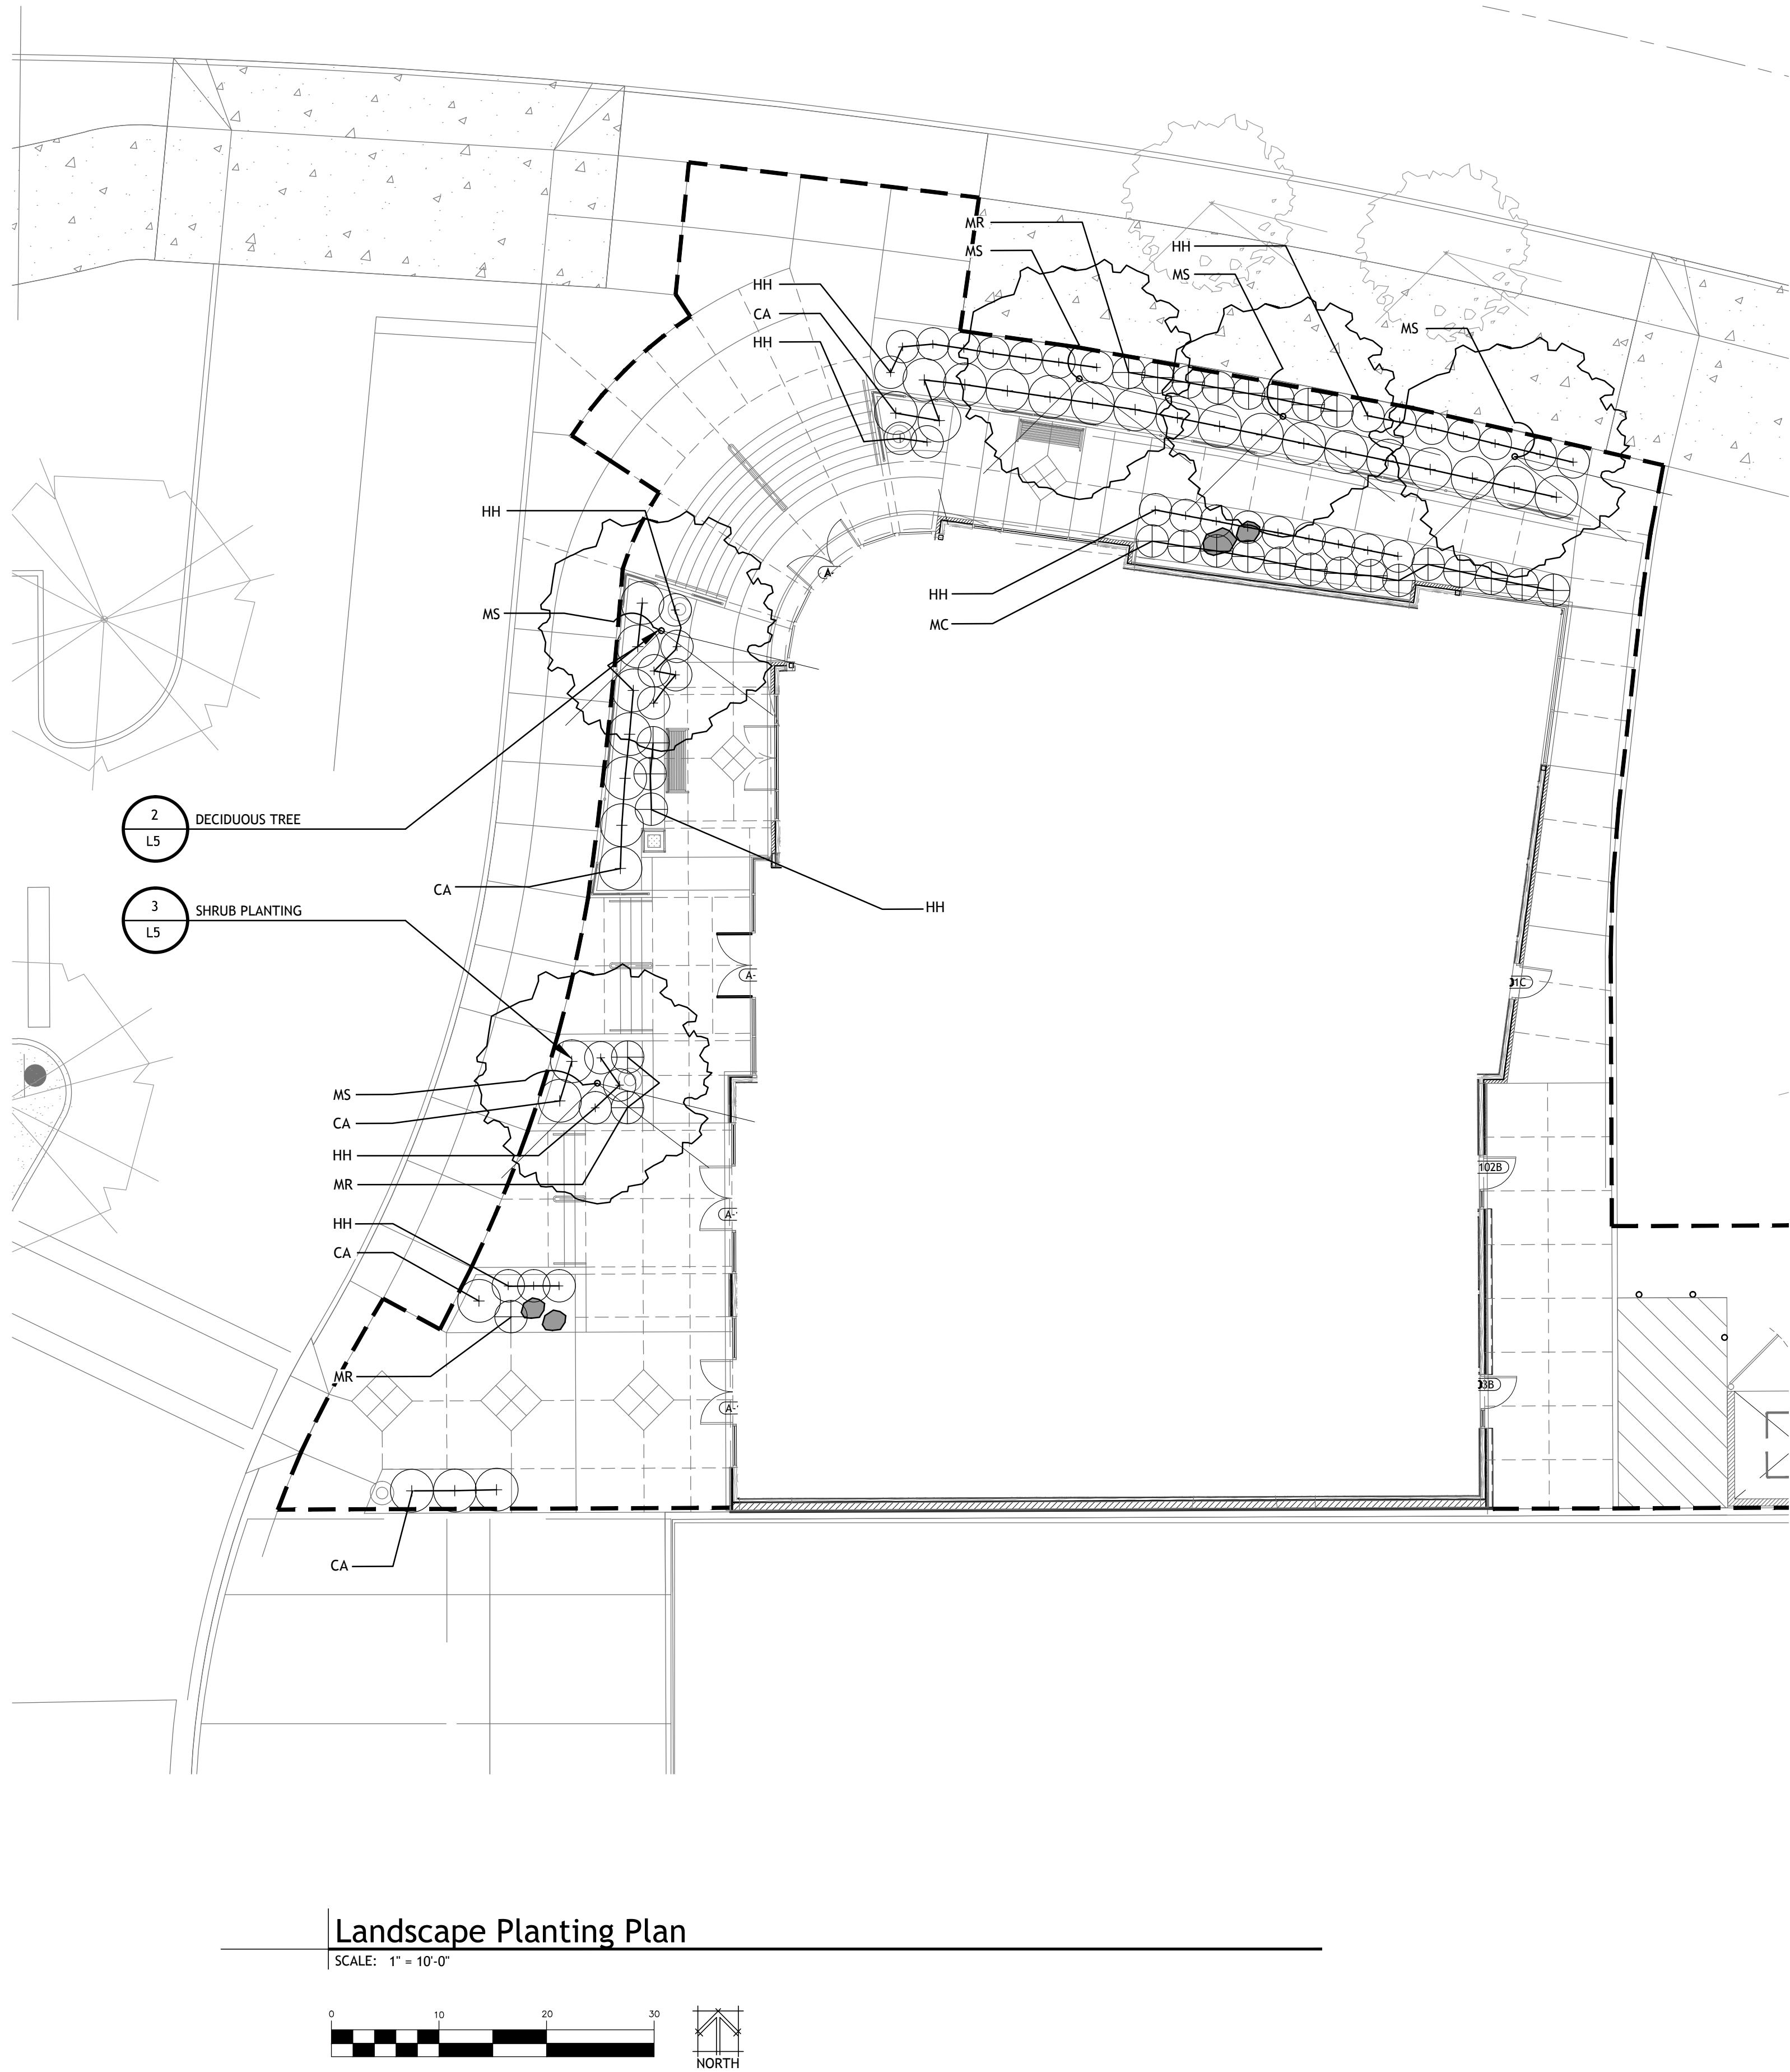 MR
MS
HH
MS
HH
CA
MS
HH
HH
MS
HH
MC
A-
2
L5
DECIDUOUS TREE
CA
HH
3
L5
SHRUB PLANTING
A-
MS
CA
HH
MR
102B
A-
HH
CA
MR
A-
CA
Landscape Planting Plan
SCALE: 1" = 10'-0"
0 10 20 30
NORTH